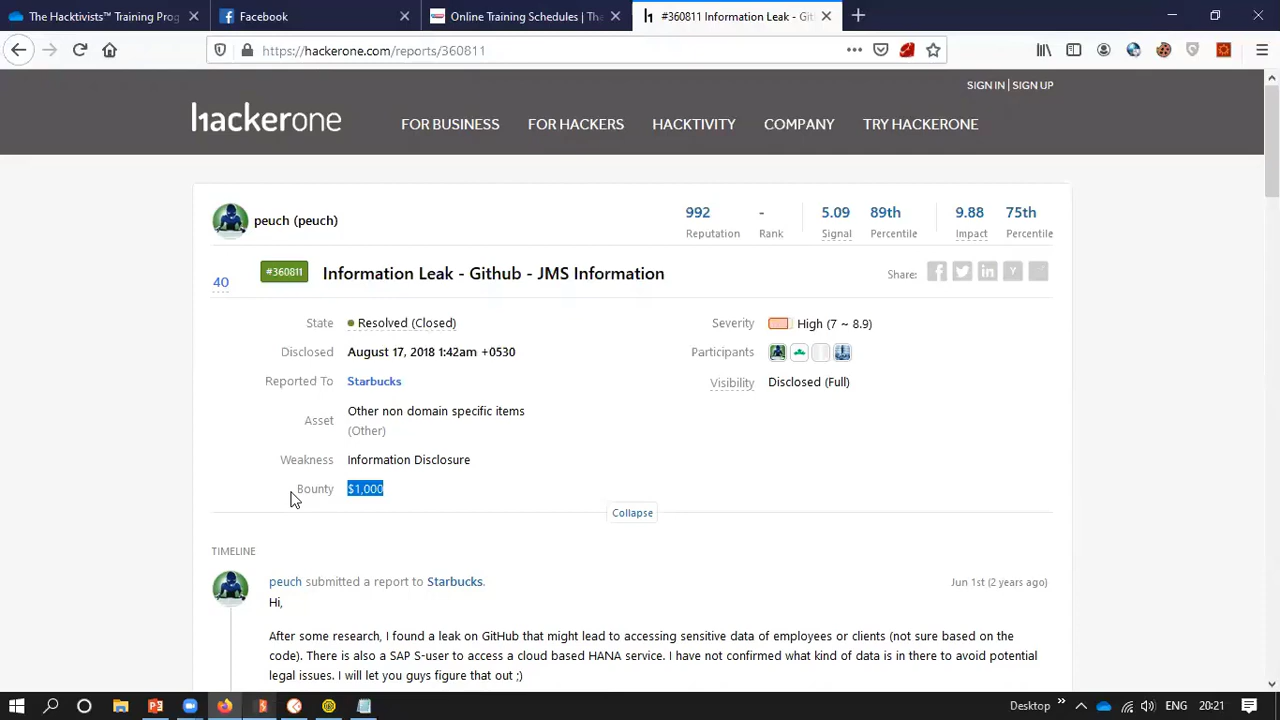 The Hacktivists™ Training Prog
Facebook
Online Training Schedules | Tha
#360811 Information Leak - Git
https://hackerone.com/reports/360811
SIGN IN | SIGN UP
hackerone
FOR BUSINESS
FOR HACKERS
HACKTIVITY
COMPANY
TRY HACKERONE
peuch (peuch)
992
Reputation
-
Rank
5.09
Signal
89th
Percentile
9.88
Impact
75th
Percentile
40
#360811
Information Leak - Github - JMS Information
Share:
State
Resolved (Closed)
Severity
High (7 ~ 8.9)
Disclosed
August 17, 2018 1:42am +0530
Participants
Reported To
Starbucks
Visibility
Disclosed (Full)
Asset
Other non domain specific items
(Other)
Weakness
Information Disclosure
Bounty
$1,000
Collapse
TIMELINE
peuch submitted a report to Starbucks.
Jun 1st (2 years ago)
Hi,
After some research, I found a leak on GitHub that might lead to accessing sensitive data of employees or clients (not sure based on the
code). There is also a SAP S-user to access a cloud based HANA service. I have not confirmed what kind of data is in there to avoid potential
legal issues. I will let you guys figure that out ;)
Desktop
ENG
20:21